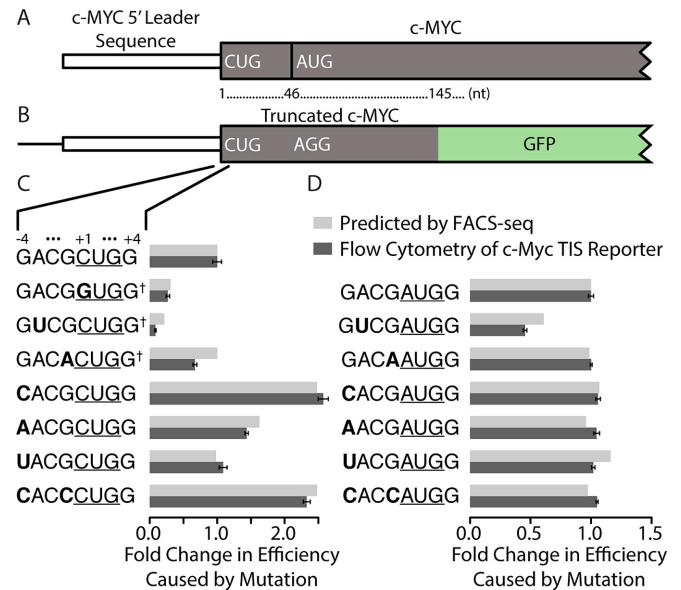 A
c-MYC 5' Leader
Sequence
c-MYC
CUG
AUG
1................46....................................145.... (nt)
B
Truncated c-MYC
CUG
AGG
GFP
C
D
Predicted by FACS-seq
Flow Cytometry of c-Myc TIS Reporter
-4 ••• +1 ••• +4
GACGCUGG
GACGGUGG†
GUCGCUGG†
GACACUGG†
CACGCUGG
AACGCUGG
UACGCUGG
CACCCUGG
0.0 1.0 2.0
Fold Change in Efficiency
Caused by Mutation
GACGAUGG
GUCGAUGG
GACAAUGG
CACGAUGG
AACGAUGG
UACGAUGG
CACCAUGG
0.0 0.5 1.0 1.5
Fold Change in Efficiency
Caused by Mutation